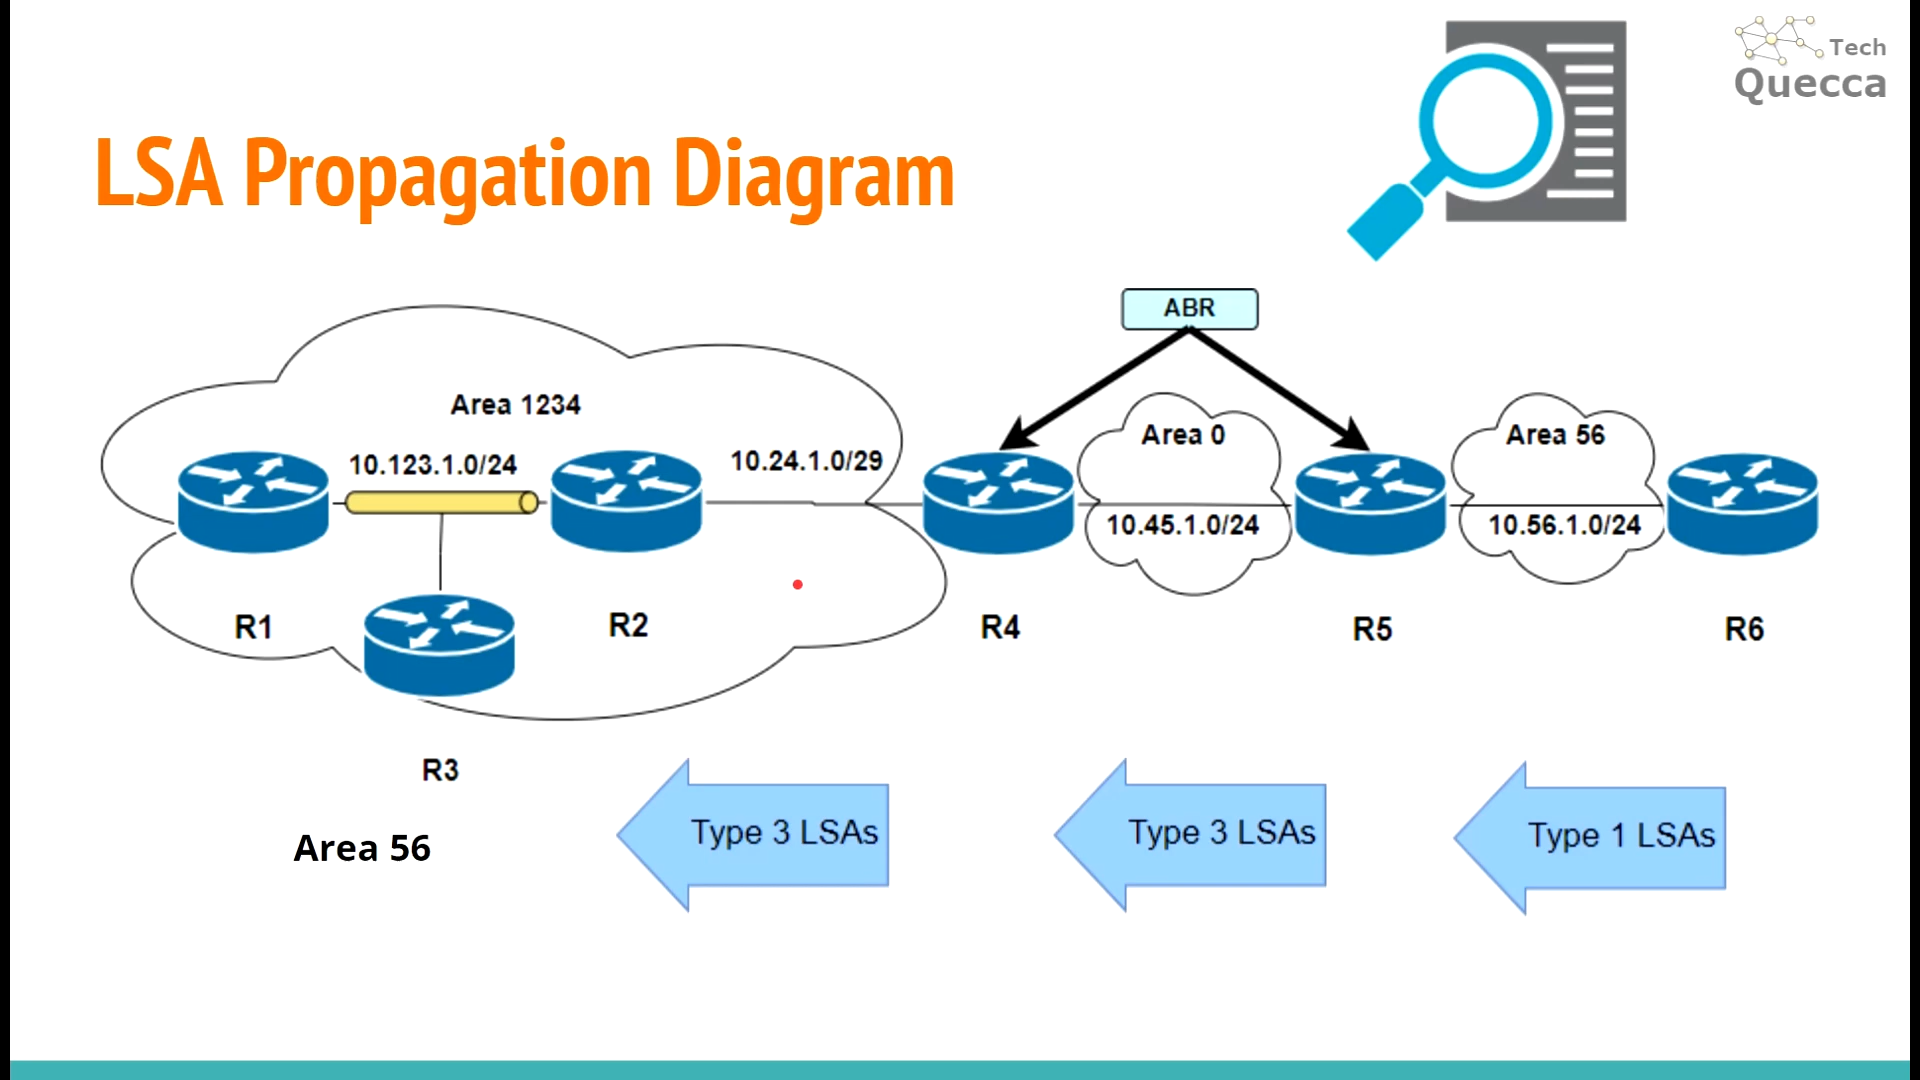 Tech
Quecca
LSA Propagation Diagram
ABR
Area 1234
Area 0
Area 56
10.123.1.0/24
10.24.1.0/29
10.45.1.0/24
10.56.1.0/24
R1
R2
R4
R5
R6
R3
Area 56
Type 3 LSAs
Type 3 LSAs
Type 1 LSAs